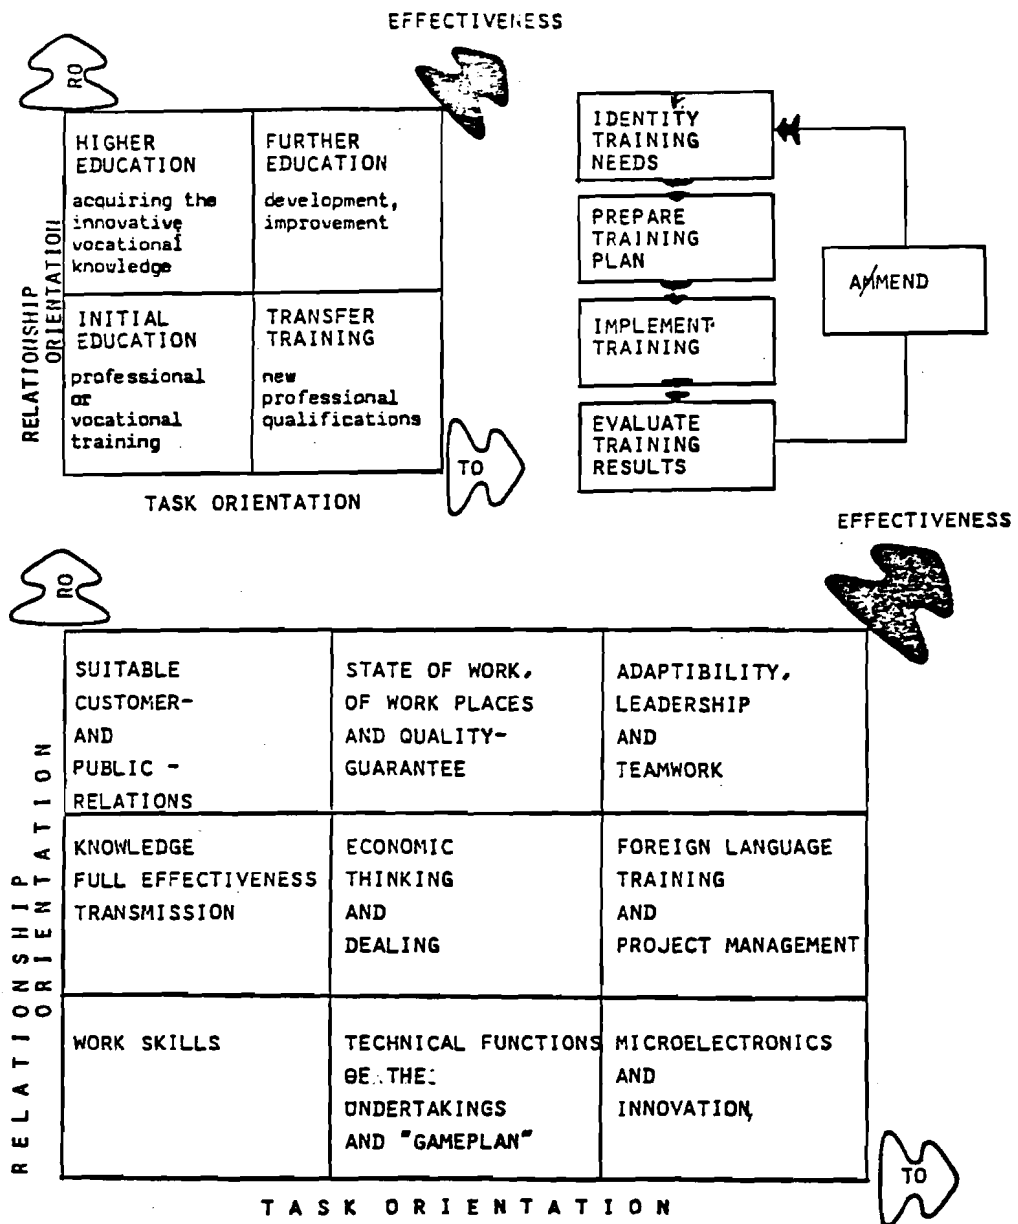 EFFECTIVENESS
RO
HIGHER
EDUCATION
acquiring the
innovative
vocational
knowledge
FURTHER
EDUCATION
development,
improvement
INITIAL
EDUCATION
professional
or
vocational
training
TRANSFER
TRAINING
new
professional
qualifications
RELATIONSHIP
ORIENTATION
TO
TASK ORIENTATION
IDENTITY
TRAINING
NEEDS
PREPARE
TRAINING
PLAN
IMPLEMENT
TRAINING
EVALUATE
TRAINING
RESULTS
AMMEND
EFFECTIVENESS
RO
SUITABLE
CUSTOMER-
AND
PUBLIC -
RELATIONS
STATE OF WORK,
OF WORK PLACES
AND QUALITY-
GUARANTEE
ADAPTIBILITY,
LEADERSHIP
AND
TEAMWORK
KNOWLEDGE
FULL EFFECTIVENESS
TRANSMISSION
ECONOMIC
THINKING
AND
DEALING
FOREIGN LANGUAGE
TRAINING
AND
PROJECT MANAGEMENT
WORK SKILLS
TECHNICAL FUNCTIONS
THE
UNDERTAKINGS
AND "GAMEPLAN"
MICROELECTRONICS
AND
INNOVATION,
RELATIONSHIP
ORIENTATION
TO
TASK ORIENTATION